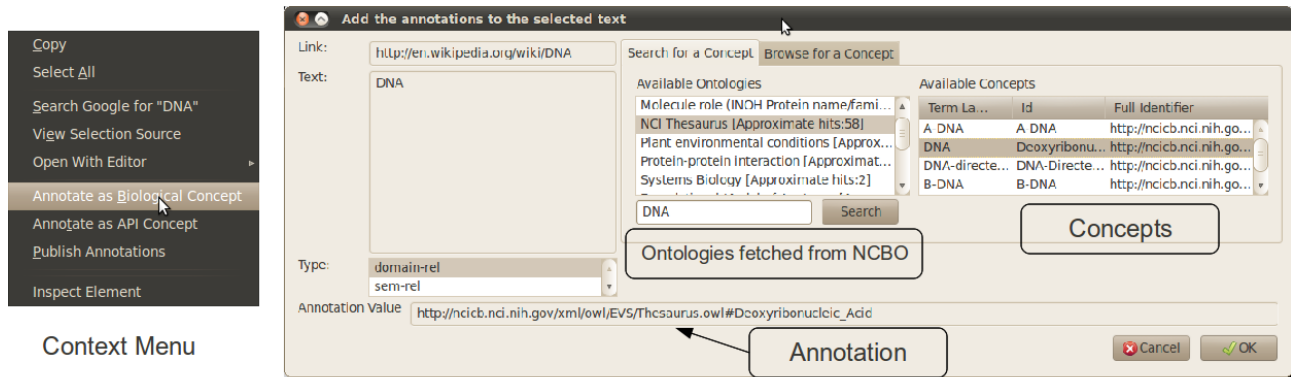 Copy
Select All
Search Google for "DNA"
View Selection Source
Open With Editor
Annotate as Biological Concept
Annotate as API Concept
Publish Annotations
Inspect Element
Context Menu
Add the annotations to the selected text
Link:
http://en.wikipedia.org/wiki/DNA
Text:
DNA
Search for a Concept
Browse for a Concept
Available Ontologies
Molecule role (INOH Protein name/fami...
NCI Thesaurus [Approximate hits:58]
Plant environmental conditions [Approx...
Protein-protein interaction [Approximat...
Systems Biology [Approximate hits:2]
DNA
Search
Ontologies fetched from NCBO
Available Concepts
Term La... Id Full Identifier
A-DNA A-DNA http://ncicb.nci.nih.go...
DNA Deoxyribonu... http://ncicb.nci.nih.go...
DNA-directe... DNA-Directe... http://ncicb.nci.nih.go...
B-DNA B-DNA http://ncicb.nci.nih.go...
Concepts
Type:
domain-rel
sem-rel
Annotation Value
http://ncicb.nci.nih.gov/xml/owl/EVS/Thesaurus.owl#Deoxyribonucleic_Acid
Annotation
Cancel
OK